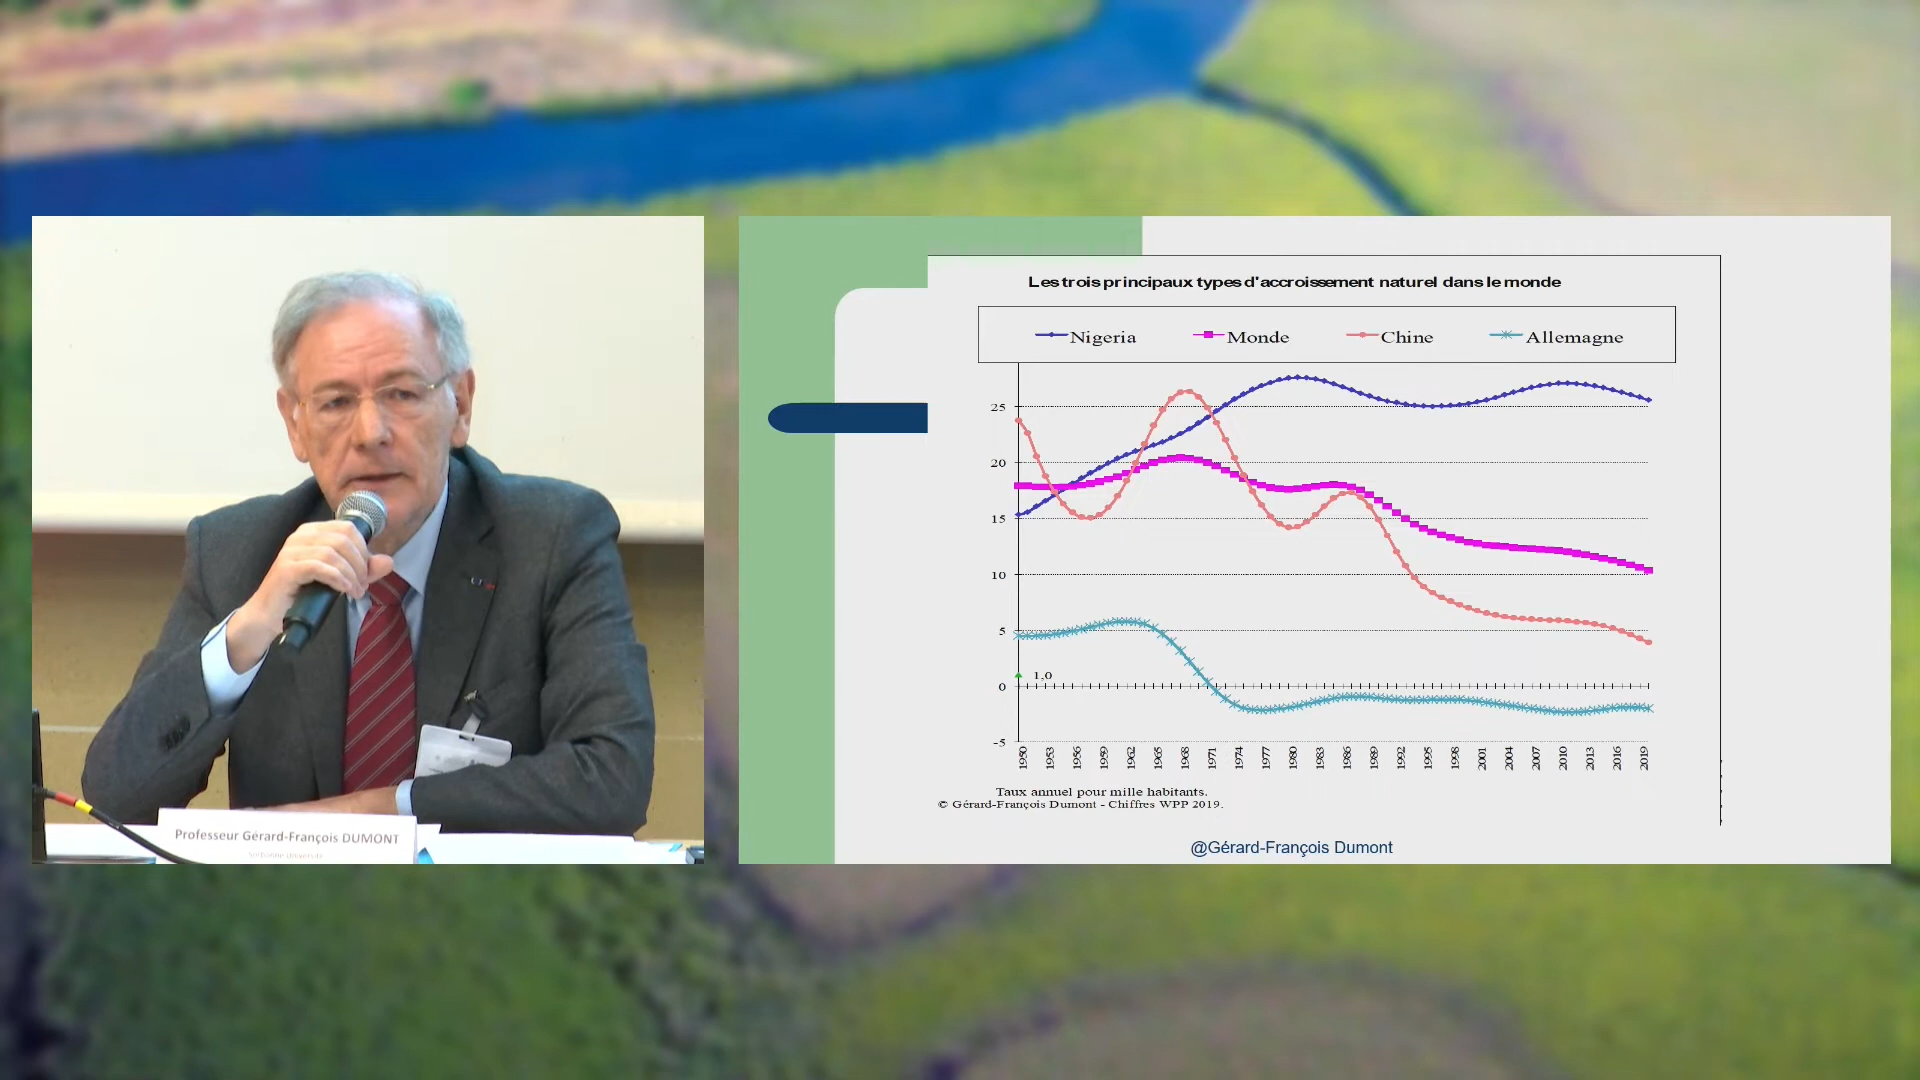 Professeur Gérard-François DUMONT
Sorbonne Université
Les trois principaux types d'accroissement naturel dans le monde
Nigeria Monde Chine Allemagne
25
20
15
10
5
1,0
0
-5
1950 1953 1956 1959 1962 1965 1968 1971 1974 1977 1980 1983 1986 1989 1992 1995 1998 2001 2004 2007 2010 2013 2016 2019
Taux annuel pour mille habitants.
© Gérard-François Dumont - Chiffres WPP 2019.
@Gérard-François Dumont